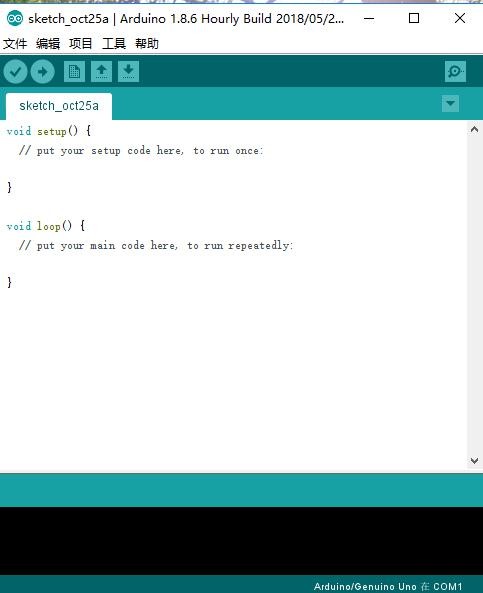 sketch_oct25a | Arduino 1.8.6 Hourly Build 2018/05/2...
文件 编辑 项目 工具 帮助
sketch_oct25a
void setup() {
  // put your setup code here, to run once:
}
void loop() {
  // put your main code here, to run repeatedly:
}
Arduino/Genuino Uno 在 COM1